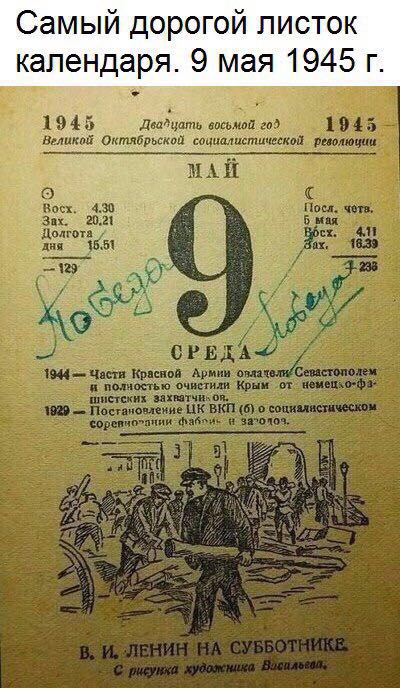 Самый дорогой листок
календаря. 9 мая 1945 г.
1945 Двадцать восьмой год 1945
Великой Октябрьской социалистической революции
МАЙ
Восх. 4.30
Зах. 20.21
Долгота
дня 15.51
—129
Посл. четв.
5 мая
Восх. 4.11
Зах. 16.39
236
9
Победа
Победа
СРЕДА
1944 — Части Красной Армии овладели Севастополем
и полностью очистили Крым от немецко-фа-
шистских захватчиков.
1929 — Постановление ЦК ВКП (б) о социалистическом
соревновании фабрик и заводов.
В. И. ЛЕНИН НА СУББОТНИКЕ.
С рисунка художника Васильева.